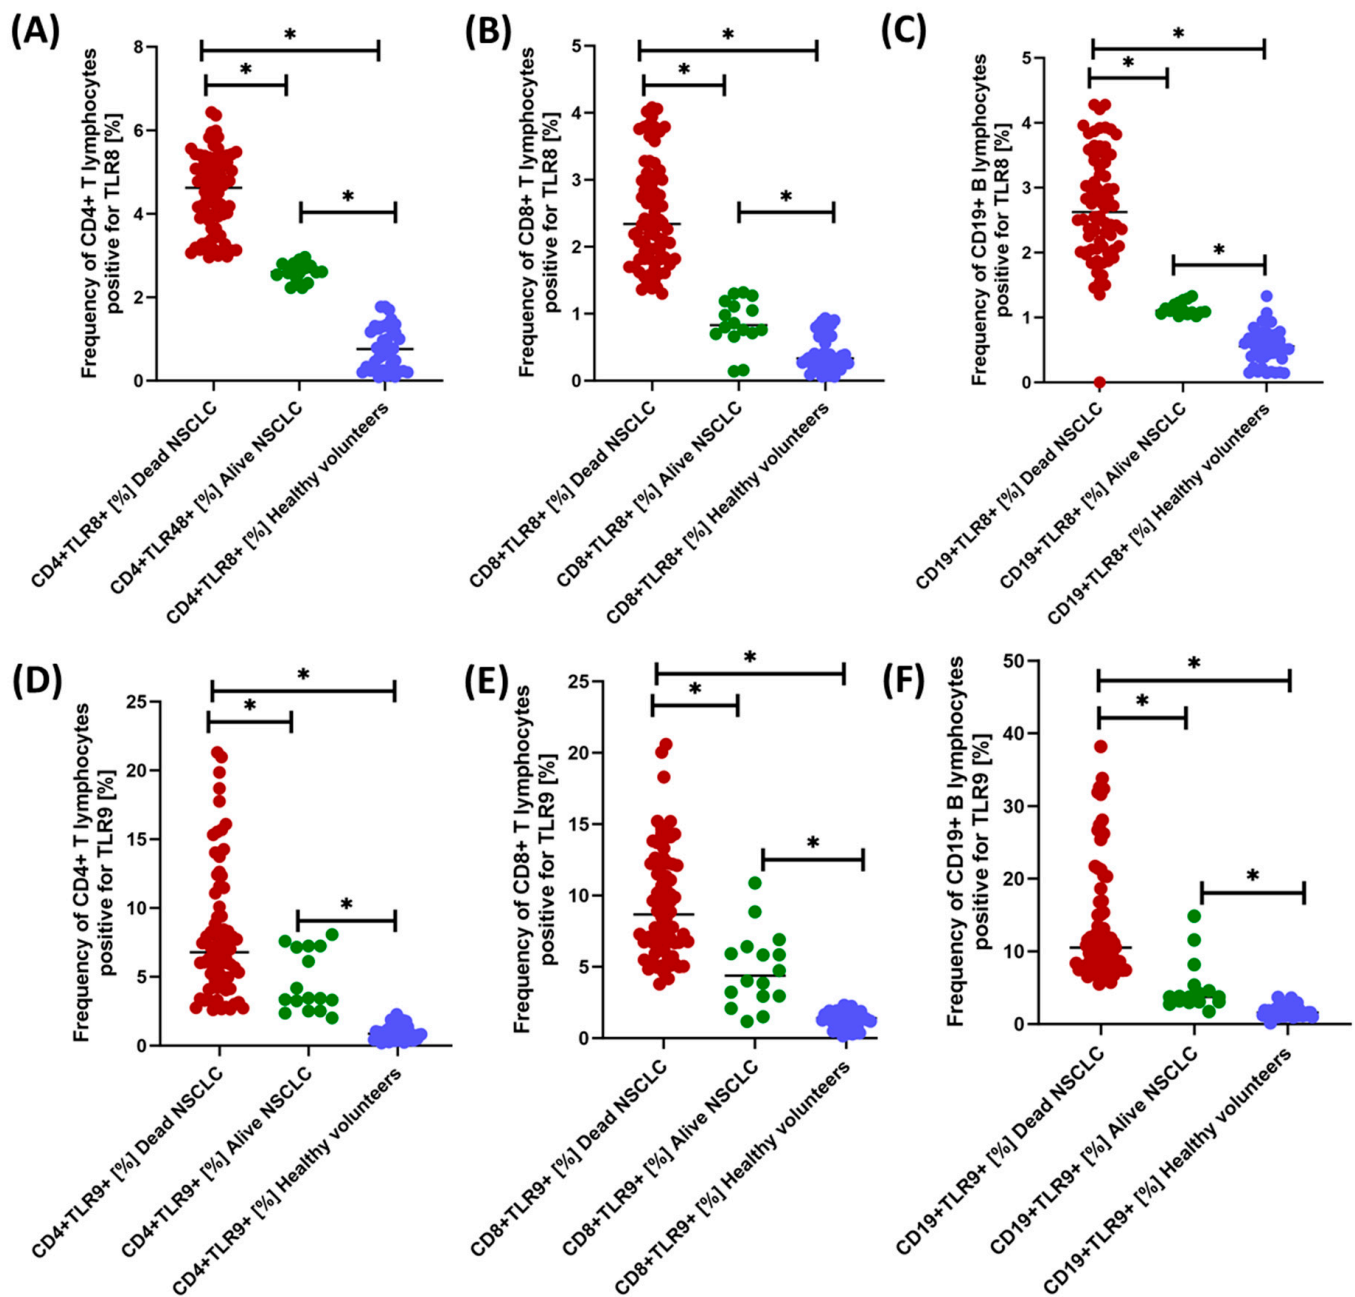 (A)
Frequency of CD4+ T lymphocytes
positive for TLR8 [%]
8
6
4
2
0
*
*
*
CD4+TLR8+ [%] Dead NSCLC
CD4+TLR48+ [%] Alive NSCLC
CD4+TLR8+ [%] Healthy volunteers
(B)
Frequency of CD8+ T lymphocytes
positive for TLR8 [%]
5
4
3
2
1
0
*
*
*
CD8+TLR8+ [%] Dead NSCLC
CD8+TLR8+ [%] Alive NSCLC
CD8+TLR8+ [%] Healthy volunteers
(C)
Frequency of CD19+ B lymphocytes
positive for TLR8 [%]
5
4
3
2
1
0
*
*
*
CD19+TLR8+ [%] Dead NSCLC
CD19+TLR8+ [%] Alive NSCLC
CD19+TLR8+ [%] Healthy volunteers
(D)
Frequency of CD4+ T lymphocytes
positive for TLR9 [%]
25
20
15
10
5
0
*
*
*
CD4+TLR9+ [%] Dead NSCLC
CD4+TLR9+ [%] Alive NSCLC
CD4+TLR9+ [%] Healthy volunteers
(E)
Frequency of CD8+ T lymphocytes
positive for TLR9 [%]
25
20
15
10
5
0
*
*
*
CD8+TLR9+ [%] Dead NSCLC
CD8+TLR9+ [%] Alive NSCLC
CD8+TLR9+ [%] Healthy volunteers
(F)
Frequency of CD19+ B lymphocytes
positive for TLR9 [%]
50
40
30
20
10
0
*
*
*
CD19+TLR9+ [%] Dead NSCLC
CD19+TLR9+ [%] Alive NSCLC
CD19+TLR9+ [%] Healthy volunteers